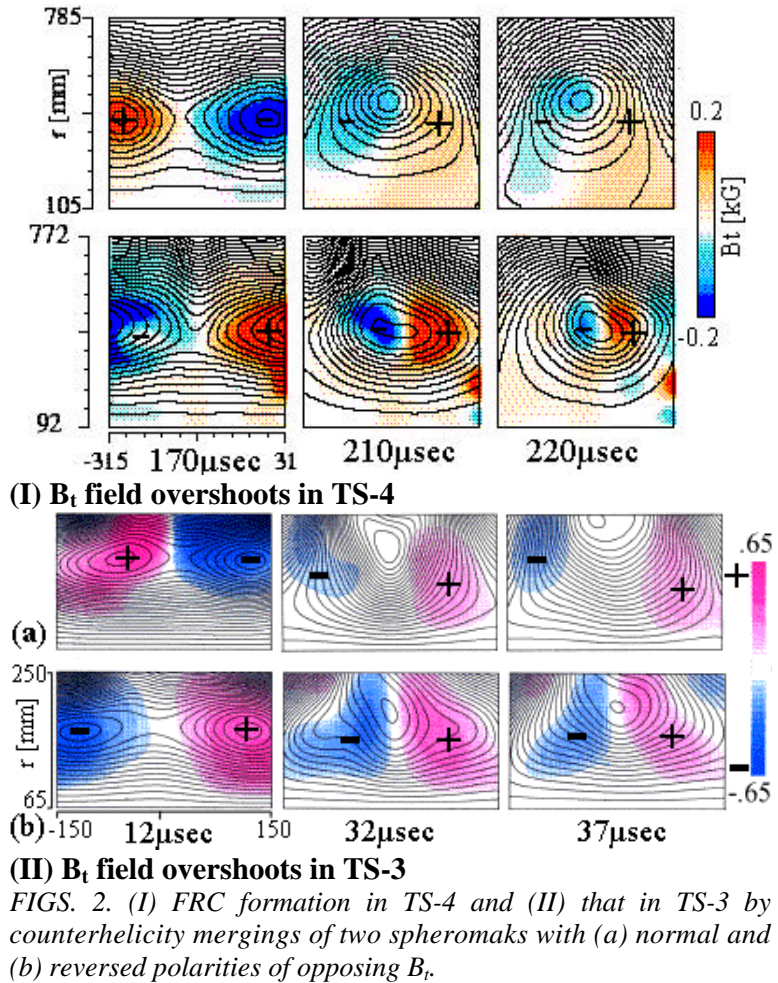 785
r [mm]
105
+ - - + - +
0.2
Bt [kG]
-0.2
772
92
- + - + - +
-315 170μsec 31 210μsec 220μsec
(I) Bt field overshoots in TS-4
(a)
+ - - + - +
.65
+
250
r [mm]
65
(b)
- + - + - +
-
-.65
-150 12μsec 150 32μsec 37μsec
(II) Bt field overshoots in TS-3
FIGS. 2. (I) FRC formation in TS-4 and (II) that in TS-3 by
counterhelicity mergings of two spheromaks with (a) normal and
(b) reversed polarities of opposing Bt.